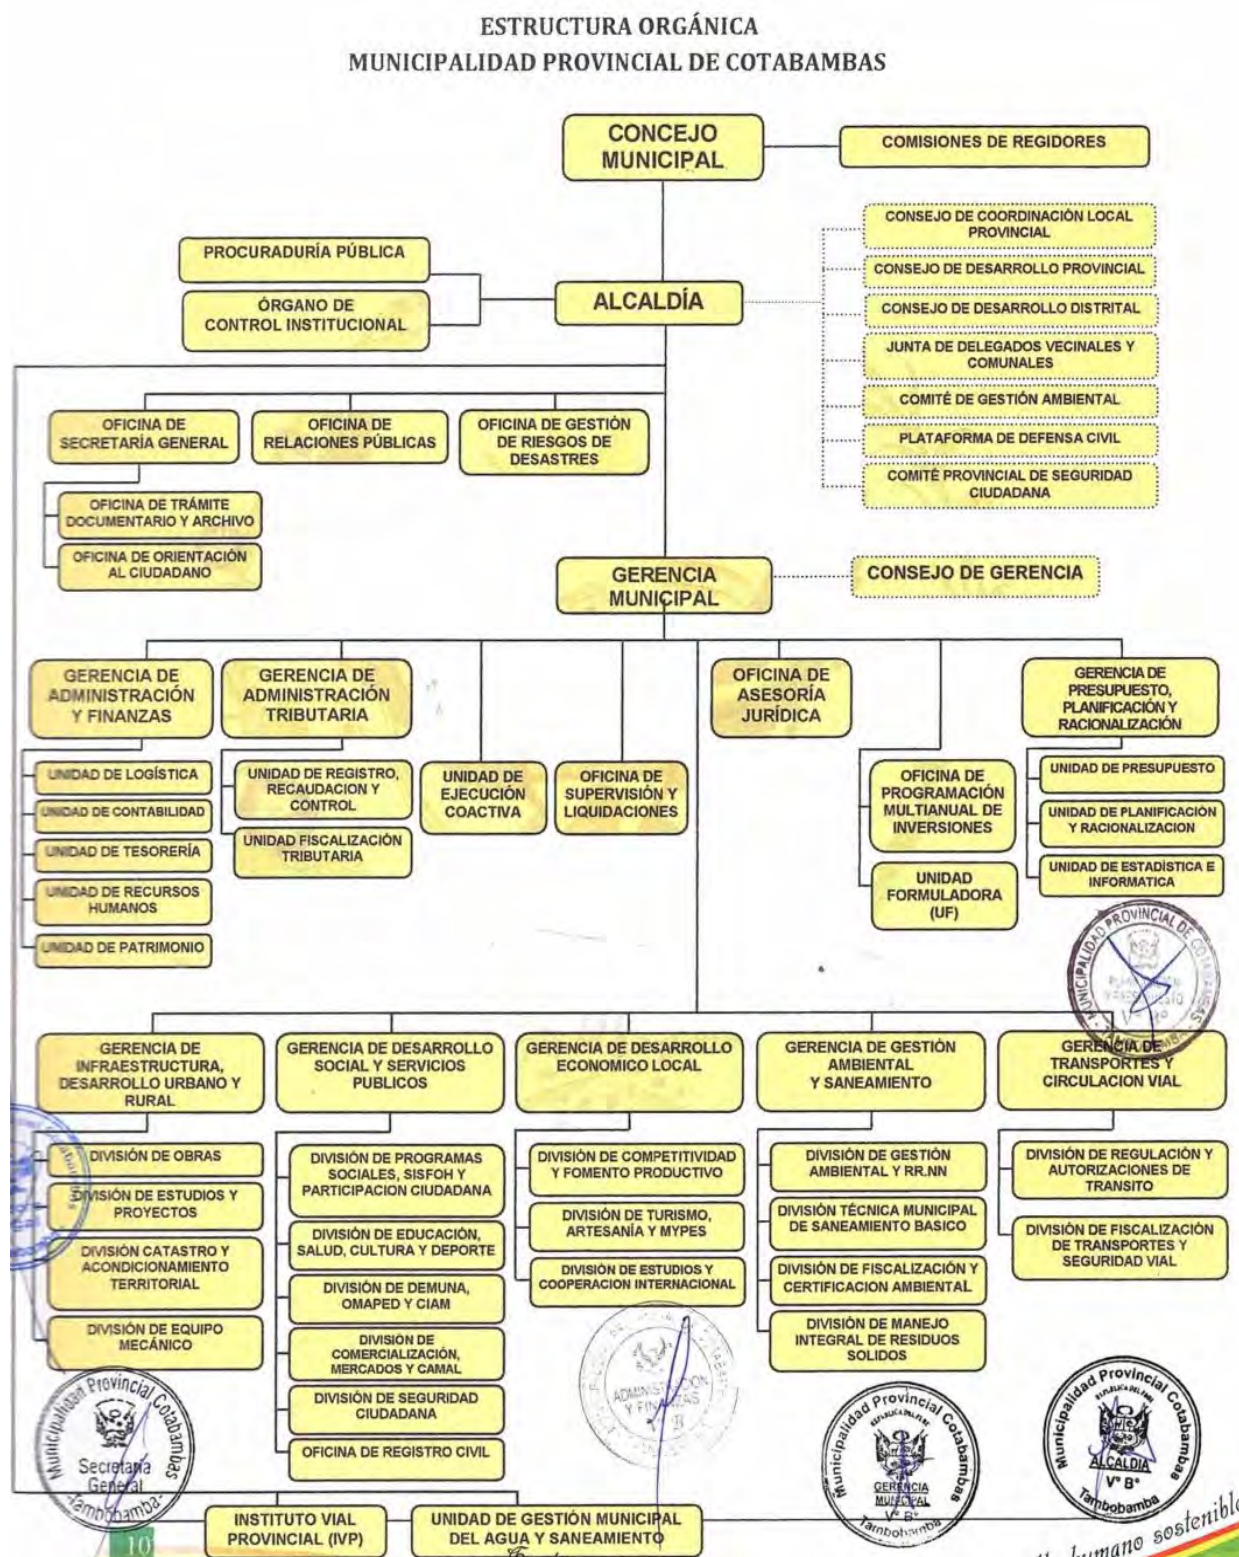 ESTRUCTURA ORGÁNICA
MUNICIPALIDAD PROVINCIAL DE COTABAMBAS
CONCEJO
MUNICIPAL
COMISIONES DE REGIDORES
CONSEJO DE COORDINACIÓN LOCAL
PROVINCIAL
PROCURADURÍA PÚBLICA
CONSEJO DE DESARROLLO PROVINCIAL
ÓRGANO DE
CONTROL INSTITUCIONAL
ALCALDÍA
CONSEJO DE DESARROLLO DISTRITAL
JUNTA DE DELEGADOS VECINALES Y
COMUNALES
COMITÉ DE GESTIÓN AMBIENTAL
PLATAFORMA DE DEFENSA CIVIL
COMITÉ PROVINCIAL DE SEGURIDAD
CIUDADANA
OFICINA DE
SECRETARÍA GENERAL
OFICINA DE
RELACIONES PÚBLICAS
OFICINA DE GESTIÓN
DE RIESGOS DE
DESASTRES
OFICINA DE TRÁMITE
DOCUMENTARIO Y ARCHIVO
OFICINA DE ORIENTACIÓN
AL CIUDADANO
GERENCIA
MUNICIPAL
CONSEJO DE GERENCIA
GERENCIA DE
ADMINISTRACIÓN
Y FINANZAS
GERENCIA DE
ADMINISTRACIÓN
TRIBUTARIA
OFICINA DE
ASESORÍA
JURÍDICA
GERENCIA DE
PRESUPUESTO,
PLANIFICACIÓN Y
RACIONALIZACIÓN
UNIDAD DE LOGÍSTICA
UNIDAD DE CONTABILIDAD
UNIDAD DE TESORERÍA
UNIDAD DE RECURSOS
HUMANOS
UNIDAD DE PATRIMONIO
UNIDAD DE REGISTRO,
RECAUDACION Y
CONTROL
UNIDAD FISCALIZACIÓN
TRIBUTARIA
UNIDAD DE
EJECUCIÓN
COACTIVA
OFICINA DE
SUPERVISIÓN Y
LIQUIDACIONES
OFICINA DE
PROGRAMACIÓN
MULTIANUAL DE
INVERSIONES
UNIDAD
FORMULADORA
(UF)
UNIDAD DE PRESUPUESTO
UNIDAD DE PLANIFICACIÓN
Y RACIONALIZACION
UNIDAD DE ESTADÍSTICA E
INFORMATICA
MUNICIPALIDAD PROVINCIAL DE COTABAMBAS
GERENCIA DE
INFRAESTRUCTURA,
DESARROLLO URBANO Y
RURAL
GERENCIA DE DESARROLLO
SOCIAL Y SERVICIOS
PUBLICOS
GERENCIA DE DESARROLLO
ECONOMICO LOCAL
GERENCIA DE GESTIÓN
AMBIENTAL
Y SANEAMIENTO
GERENCIA DE
TRANSPORTES Y
CIRCULACION VIAL
DIVISIÓN DE OBRAS
DIVISIÓN DE ESTUDIOS Y
PROYECTOS
DIVISIÓN CATASTRO Y
ACONDICIONAMIENTO
TERRITORIAL
DIVISIÓN DE EQUIPO
MECÁNICO
DIVISIÓN DE PROGRAMAS
SOCIALES, SISFOH Y
PARTICIPACION CIUDADANA
DIVISIÓN DE EDUCACIÓN,
SALUD, CULTURA Y DEPORTE
DIVISIÓN DE DEMUNA,
OMAPED Y CIAM
DIVISIÓN DE
COMERCIALIZACIÓN,
MERCADOS Y CAMAL
DIVISIÓN DE SEGURIDAD
CIUDADANA
OFICINA DE REGISTRO CIVIL
DIVISIÓN DE COMPETITIVIDAD
Y FOMENTO PRODUCTIVO
DIVISIÓN DE TURISMO,
ARTESANÍA Y MYPES
DIVISIÓN DE ESTUDIOS Y
COOPERACION INTERNACIONAL
DIVISIÓN DE GESTIÓN
AMBIENTAL Y RR.NN
DIVISIÓN TÉCNICA MUNICIPAL
DE SANEAMIENTO BASICO
DIVISIÓN DE FISCALIZACIÓN Y
CERTIFICACION AMBIENTAL
DIVISIÓN DE MANEJO
INTEGRAL DE RESIDUOS
SOLIDOS
DIVISIÓN DE REGULACIÓN Y
AUTORIZACIONES DE
TRANSITO
DIVISIÓN DE FISCALIZACIÓN
DE TRANSPORTES Y
SEGURIDAD VIAL
Municipalidad Provincial Cotabambas
Secretaría
General
Tambobamba
ADMINISTRACION
Y FINANZAS
Municipalidad Provincial Cotabambas
GERENCIA
MUNICIPAL
V° B°
Tambobamba
Municipalidad Provincial Cotabambas
ALCALDIA
V° B°
Tambobamba
INSTITUTO VIAL
PROVINCIAL (IVP)
UNIDAD DE GESTIÓN MUNICIPAL
DEL AGUA Y SANEAMIENTO
10
humano sostenible